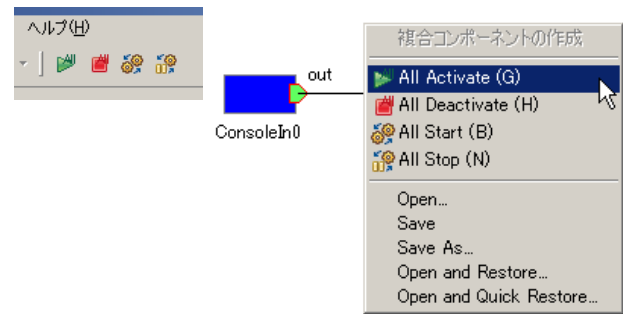 ヘルプ(H)
out
ConsoleIn0
複合コンポーネントの作成
All Activate (G)
All Deactivate (H)
All Start (B)
All Stop (N)
Open...
Save
Save As...
Open and Restore...
Open and Quick Restore...